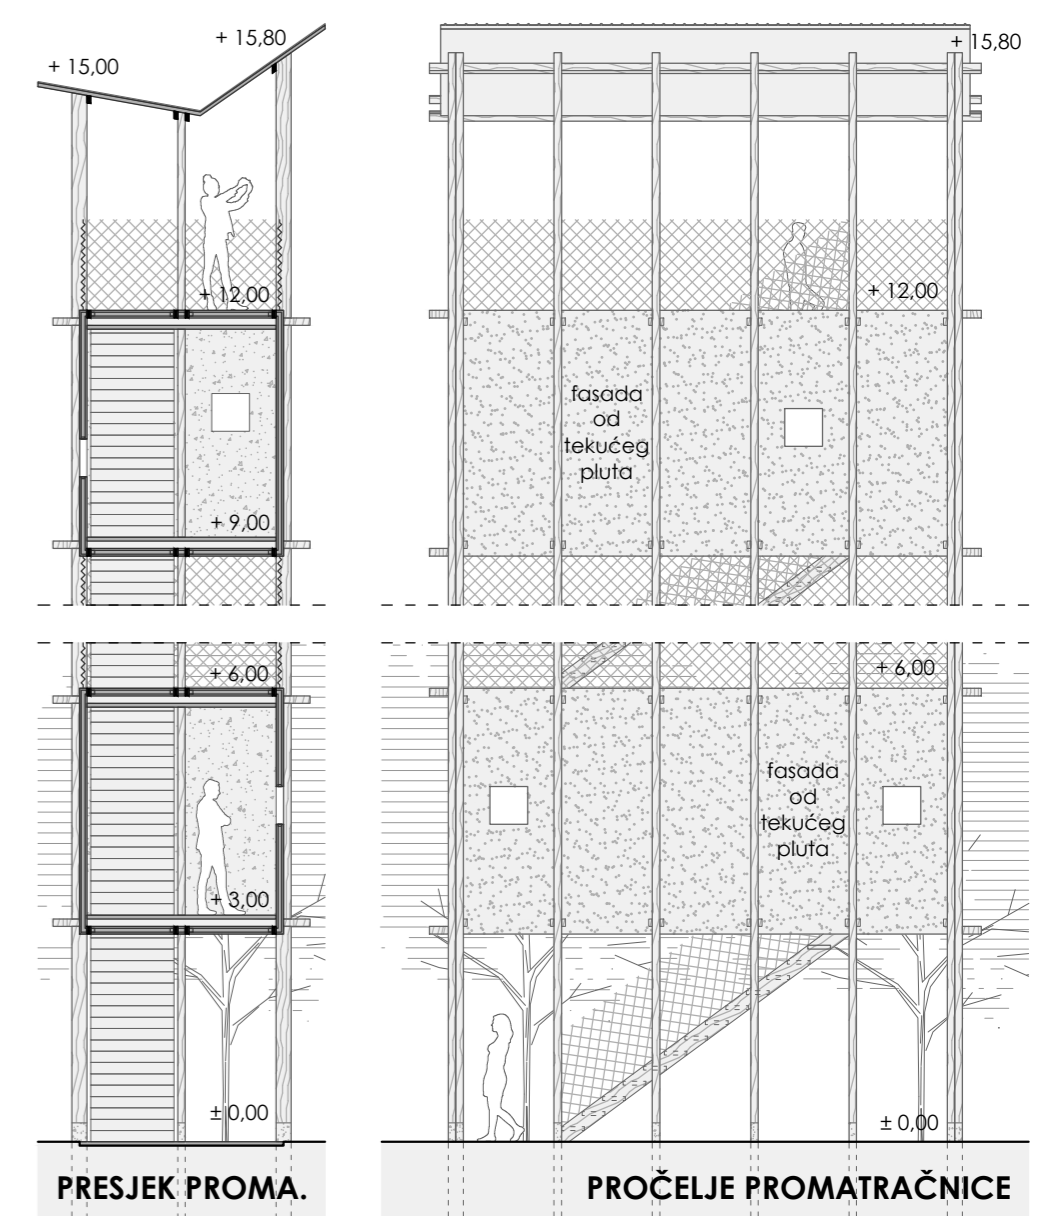 + 15,80
+ 15,00
+ 12,00
+ 9,00
+ 6,00
+ 3,00
± 0,00
PRESJEK PROMA.
+ 15,80
+ 12,00
fasada
od
tekućeg
pluta
+ 6,00
fasada
od
tekućeg
pluta
± 0,00
PROČELJE PROMATRAČNICE